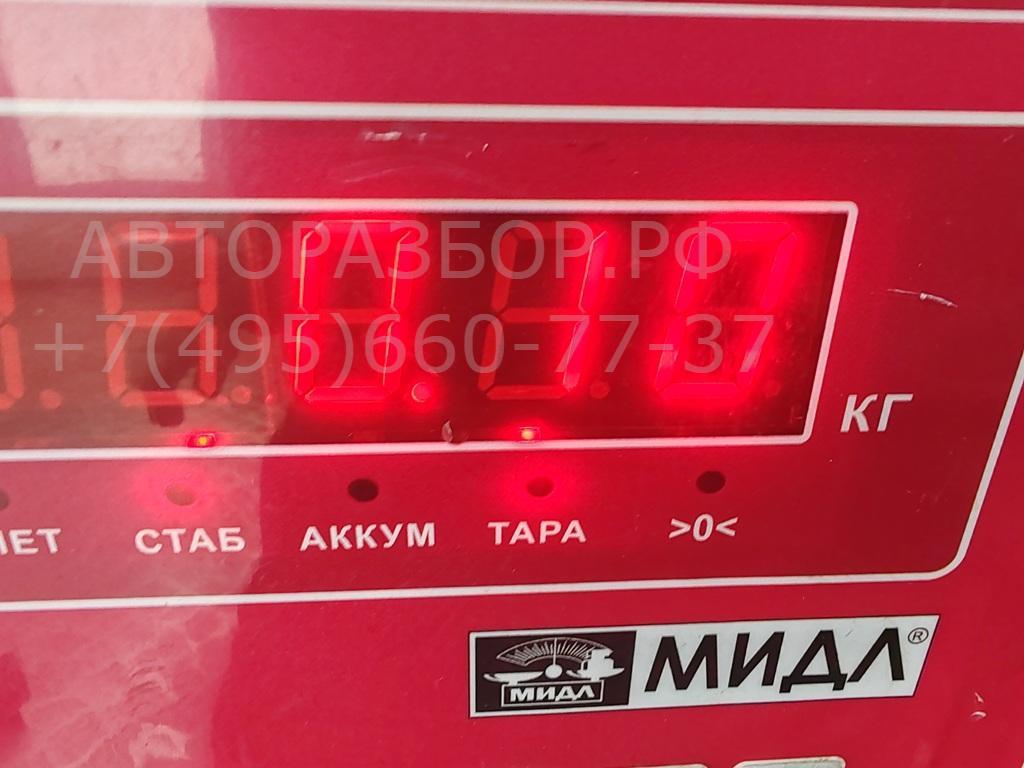 АВТОРАЗБОР.РФ
+7(495)660-77-37
КГ
СТАБ АККУМ ТАРА >0<
МИДЛ МИДЛ®